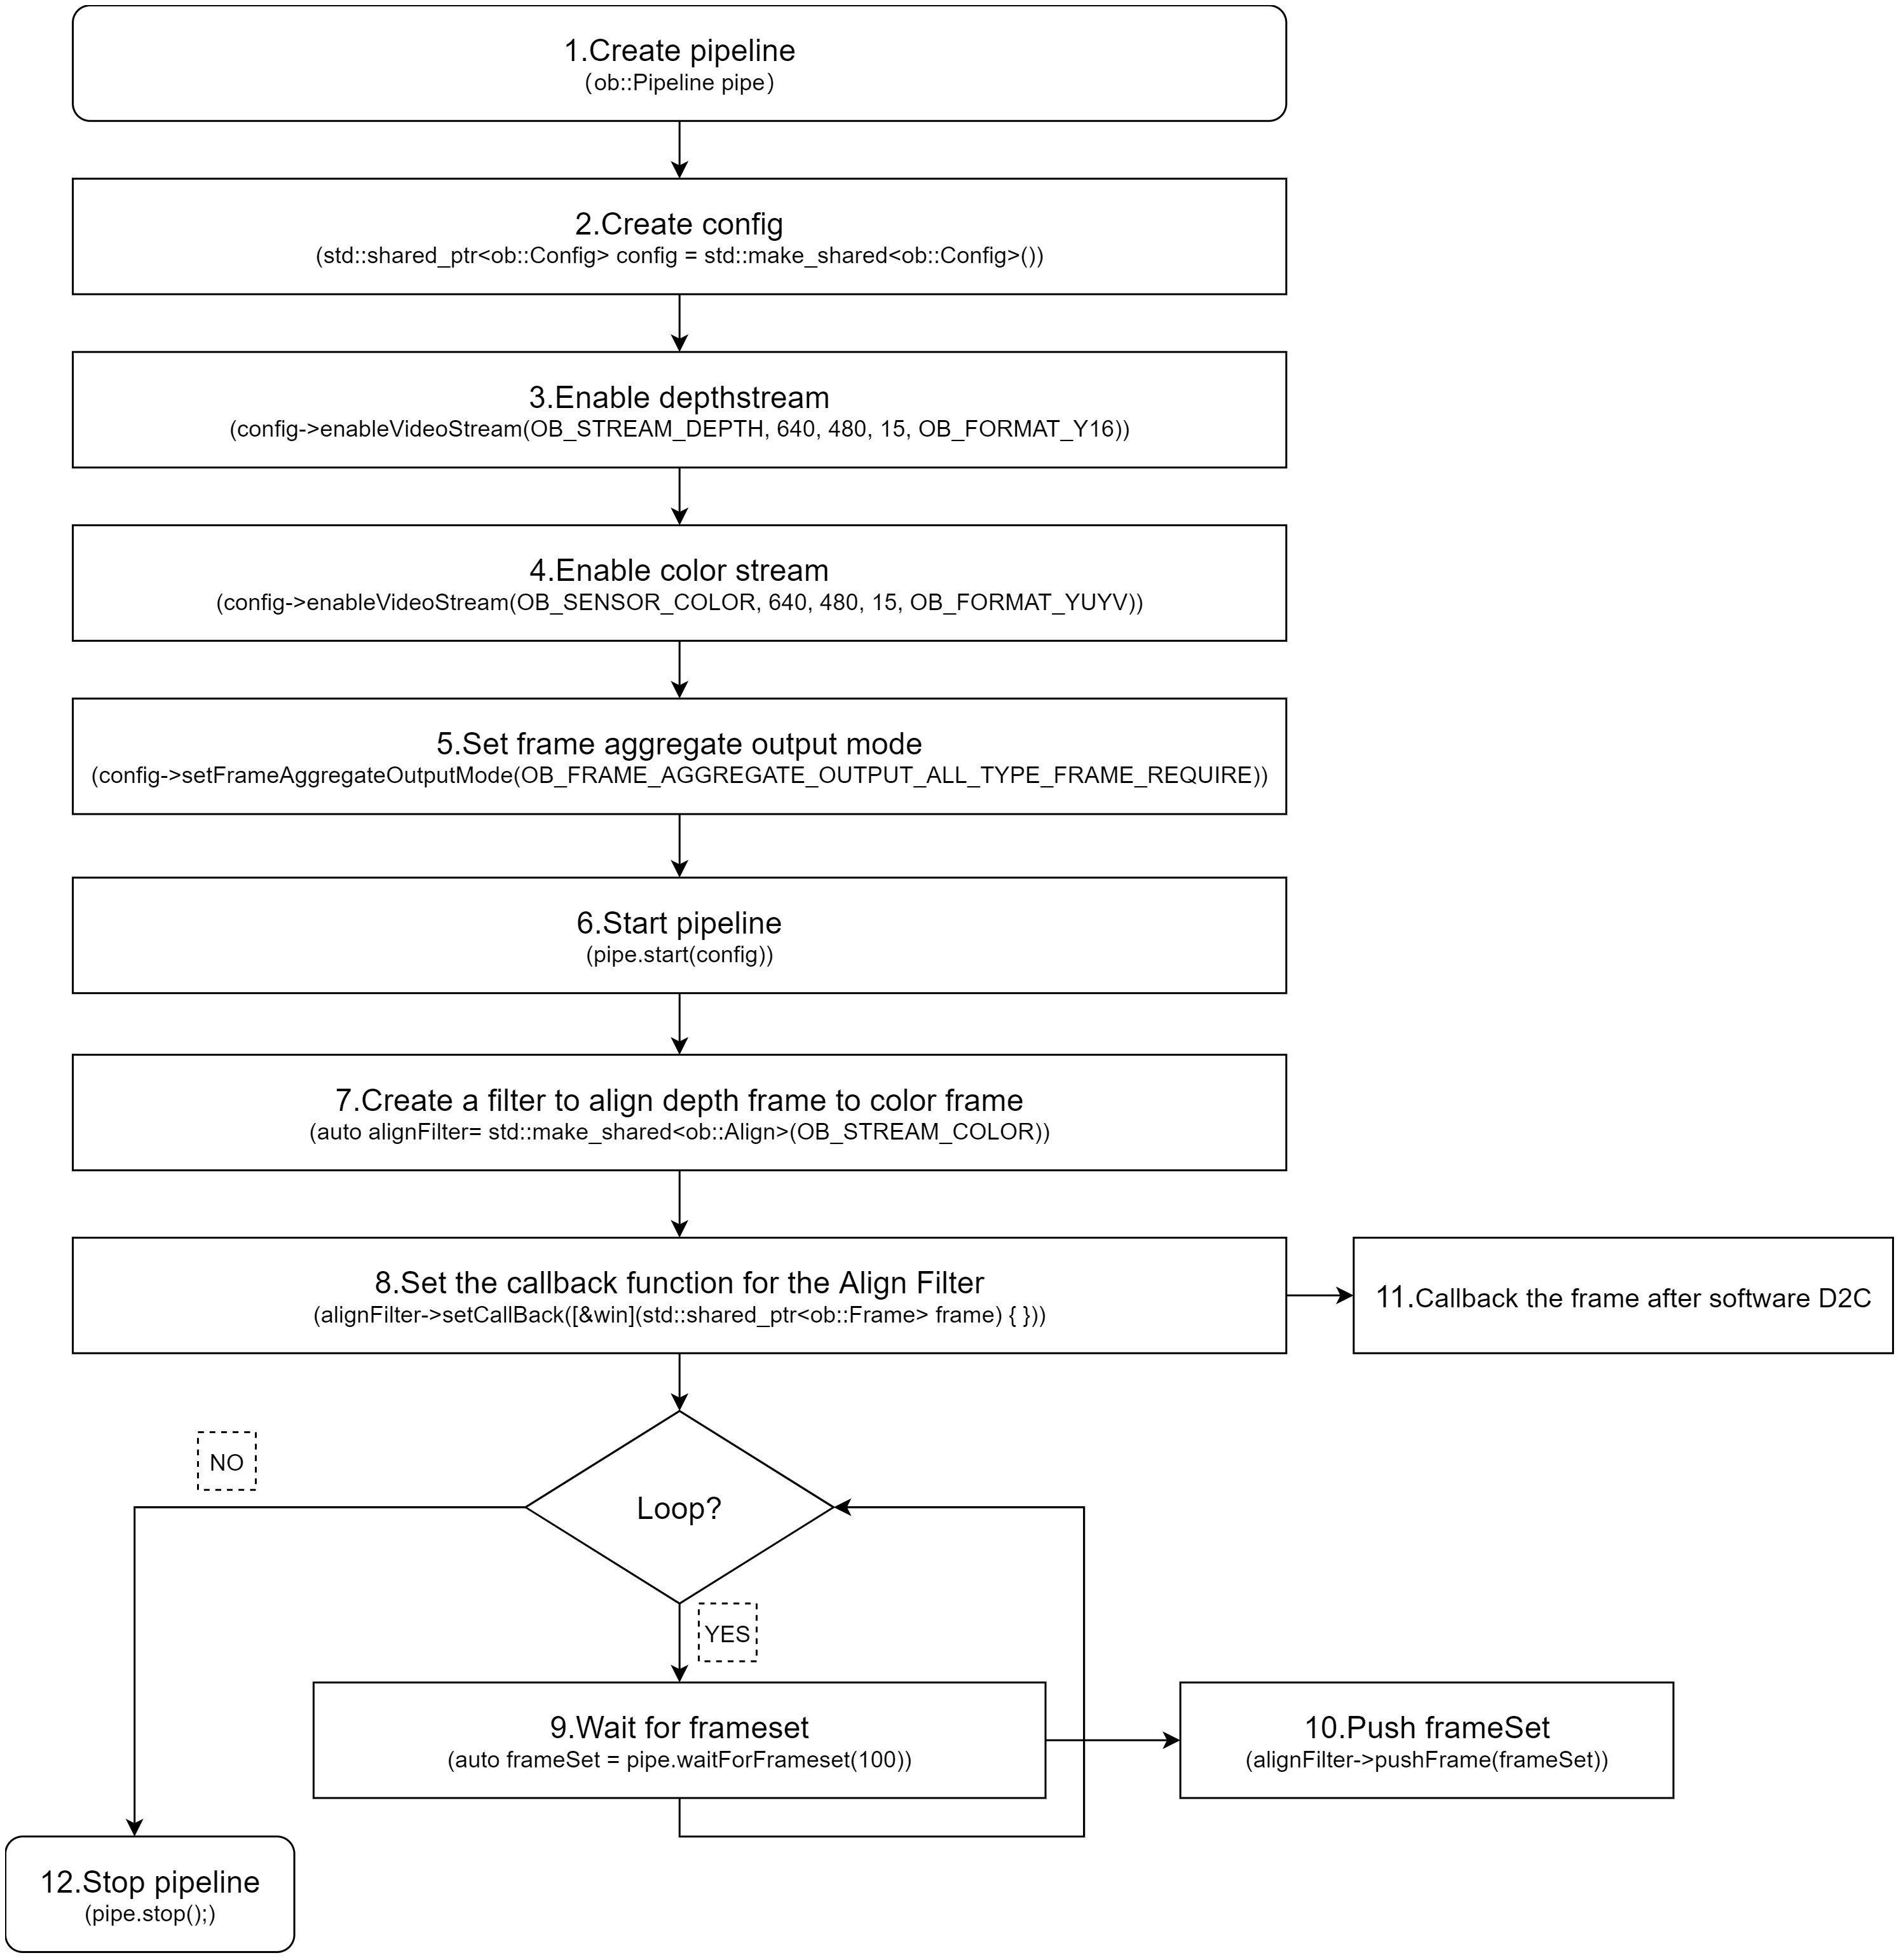 1.Create pipeline
(ob::Pipeline pipe)
2.Create config
(std::shared_ptr<ob::Config> config = std::make_shared<ob::Config>())
3.Enable depthstream
(config->enableVideoStream(OB_STREAM_DEPTH, 640, 480, 15, OB_FORMAT_Y16))
4.Enable color stream
(config->enableVideoStream(OB_SENSOR_COLOR, 640, 480, 15, OB_FORMAT_YUYV))
5.Set frame aggregate output mode
(config->setFrameAggregateOutputMode(OB_FRAME_AGGREGATE_OUTPUT_ALL_TYPE_FRAME_REQUIRE))
6.Start pipeline
(pipe.start(config))
7.Create a filter to align depth frame to color frame
(auto alignFilter= std::make_shared<ob::Align>(OB_STREAM_COLOR))
8.Set the callback function for the Align Filter
(alignFilter->setCallBack([&win](std::shared_ptr<ob::Frame> frame) { }))
11.Callback the frame after software D2C
NO
Loop?
YES
9.Wait for frameset
(auto frameSet = pipe.waitForFrameset(100))
10.Push frameSet
(alignFilter->pushFrame(frameSet))
12.Stop pipeline
(pipe.stop();)